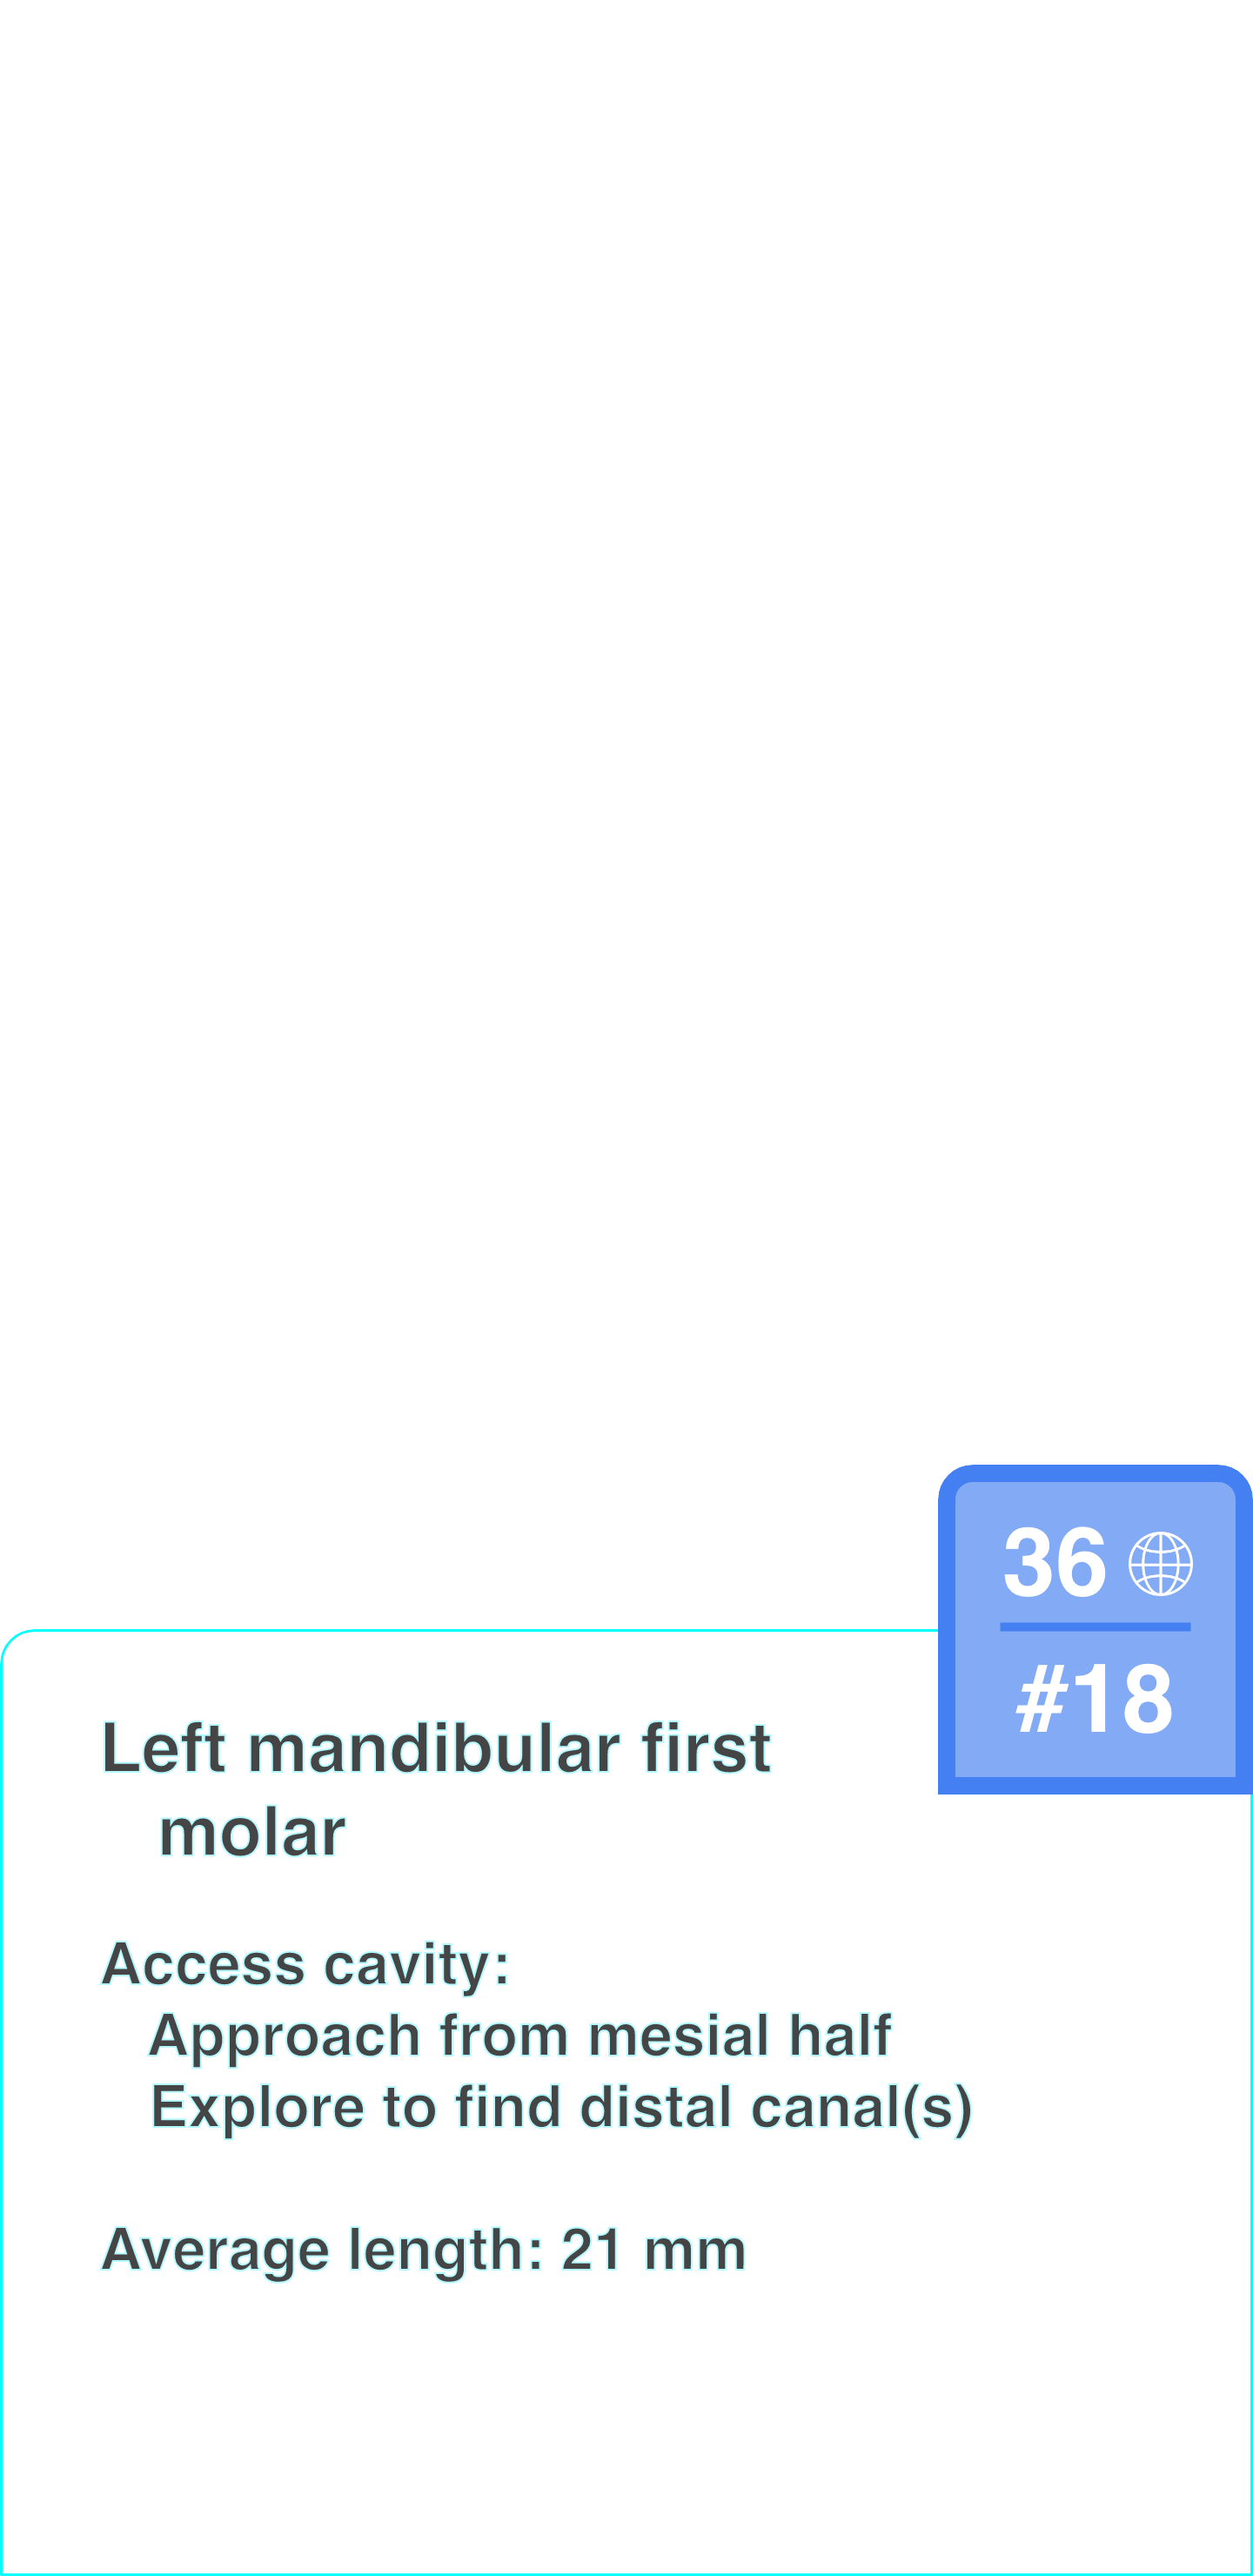 36
#18
Left mandibular first
molar
Access cavity:
Approach from mesial half
Explore to find distal canal(s)
Average length: 21 mm